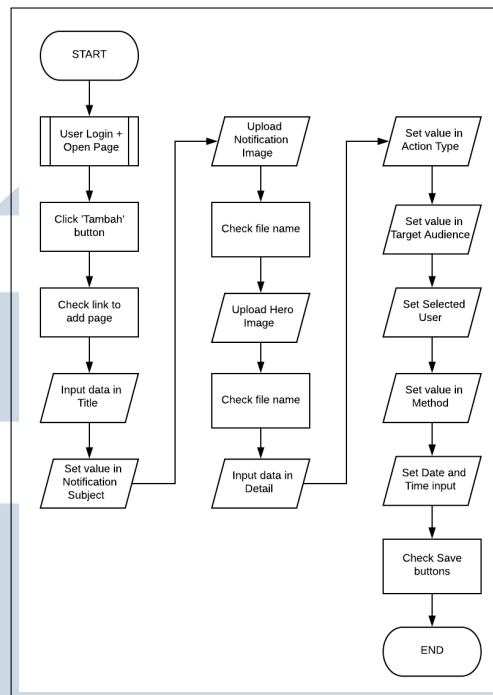 START
User Login +
Open Page
Click 'Tambah'
button
Check link to
add page
Input data in
Title
Set value in
Notification
Subject
Upload
Notification
Image
Check file name
Upload Hero
Image
Check file name
Input data in
Detail
Set value in
Action Type
Set value in
Target Audience
Set Selected
User
Set value in
Method
Set Date and
Time input
Check Save
buttons
END